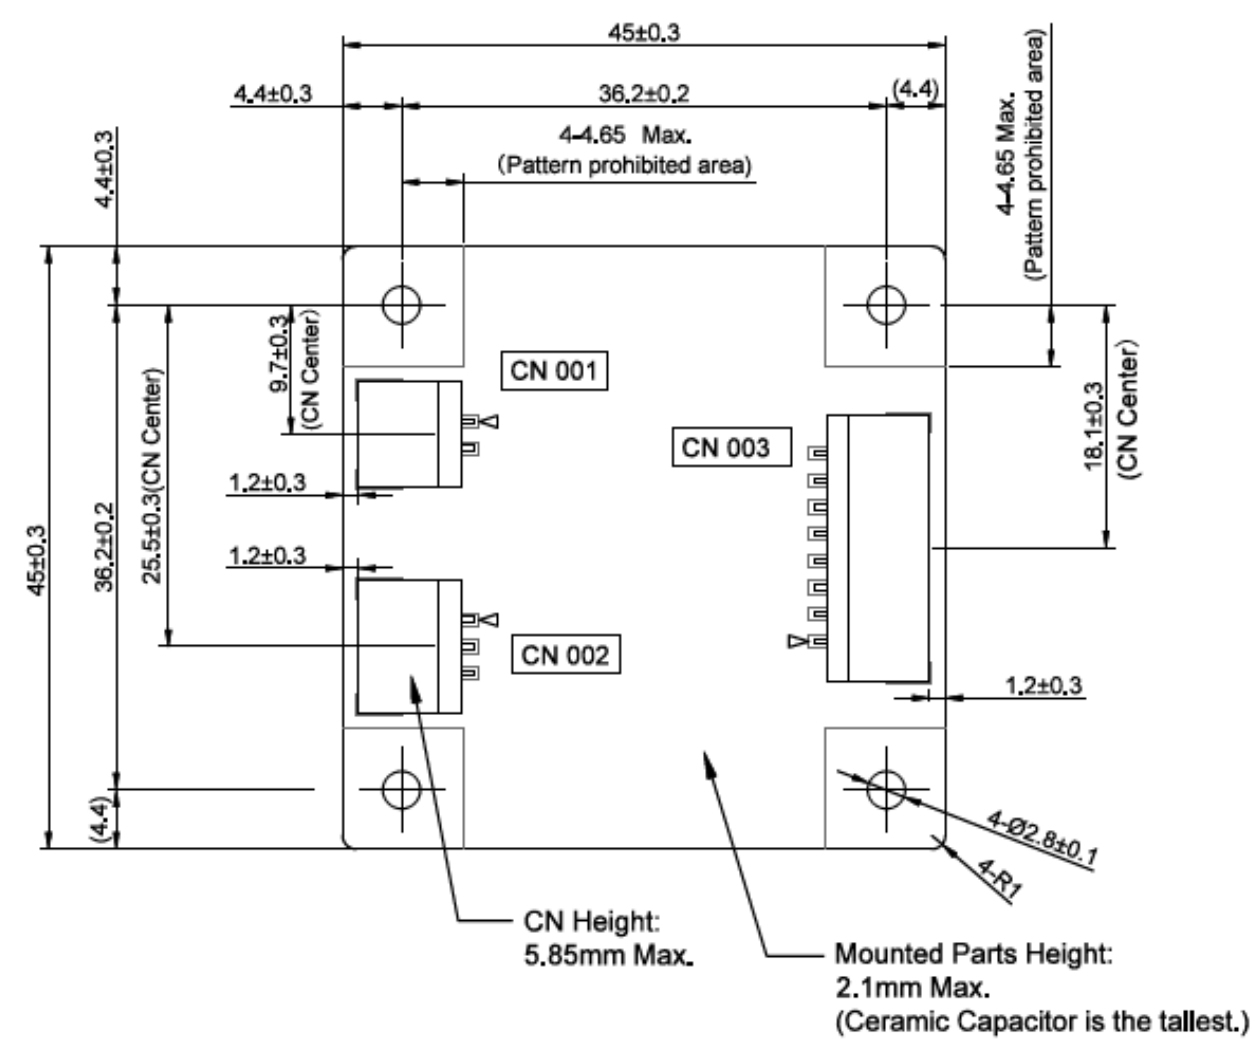 45±0.3
4.4±0.3
36.2±0.2
(4.4)
4-4.65 Max.
(Pattern prohibited area)
4-4.65 Max.
(Pattern prohibited area)
4.4±0.3
9.7±0.3
(CN Center)
CN 001
CN 003
18.1±0.3
(CN Center)
25.5±0.3(CN Center)
1.2±0.3
36.2±0.2
45±0.3
1.2±0.3
CN 002
1.2±0.3
(4.4)
4-Ø2.8±0.1
4-R1
CN Height:
5.85mm Max.
Mounted Parts Height:
2.1mm Max.
(Ceramic Capacitor is the tallest.)